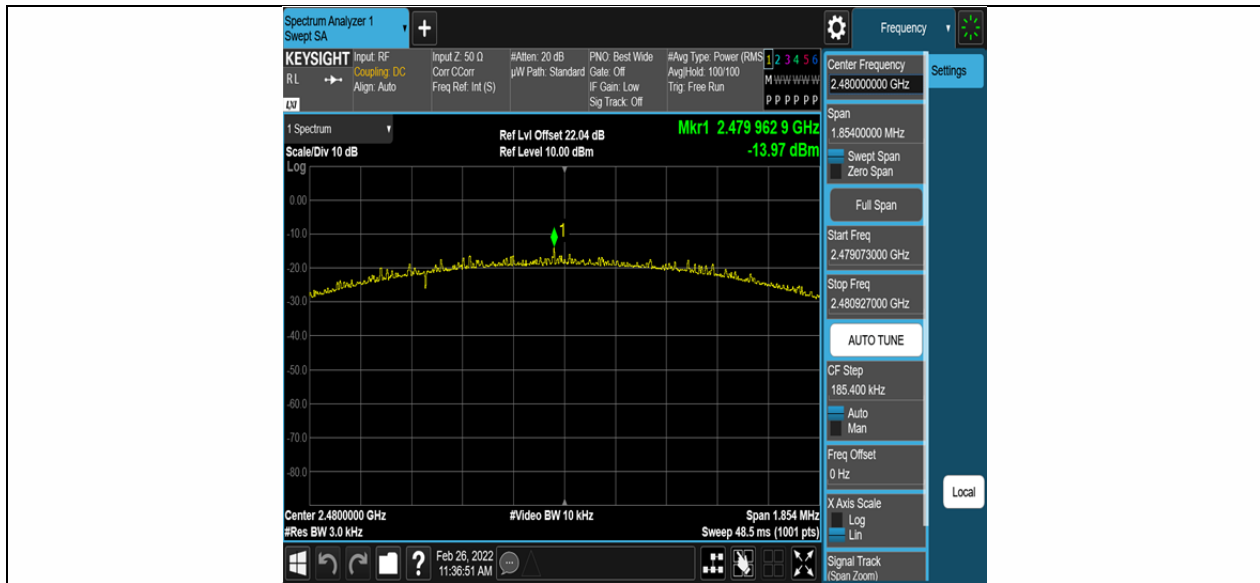 Spectrum Analyzer 1
Swept SA
+
Frequency
KEYSIGHT
RL
LXI
Input: RF
Coupling: DC
Align: Auto
Input Z: 50 Ω
Corr CCorr
Freq Ref: Int (S)
#Atten: 20 dB
µW Path: Standard
PNO: Best Wide
Gate: Off
IF Gain: Low
Sig Track: Off
#Avg Type: Power (RMS
Avg|Hold: 100/100
Trig: Free Run
1 2 3 4 5 6
M W W W W W
P P P P P P
Center Frequency
2.480000000 GHz
Settings
1 Spectrum
Ref Lvl Offset 22.04 dB
Mkr1 2.479 962 9 GHz
Scale/Div 10 dB
Ref Level 10.00 dBm
-13.97 dBm
Log
0.00
-10.0
-20.0
-30.0
-40.0
-50.0
-60.0
-70.0
-80.0
1
Span
1.85400000 MHz
Swept Span
Zero Span
Full Span
Start Freq
2.479073000 GHz
Stop Freq
2.480927000 GHz
AUTO TUNE
CF Step
185.400 kHz
Auto
Man
Freq Offset
0 Hz
X Axis Scale
Log
Lin
Signal Track
(Span Zoom)
Local
Center 2.4800000 GHz
#Video BW 10 kHz
Span 1.854 MHz
#Res BW 3.0 kHz
Sweep 48.5 ms (1001 pts)
?
Feb 26, 2022
11:36:51 AM